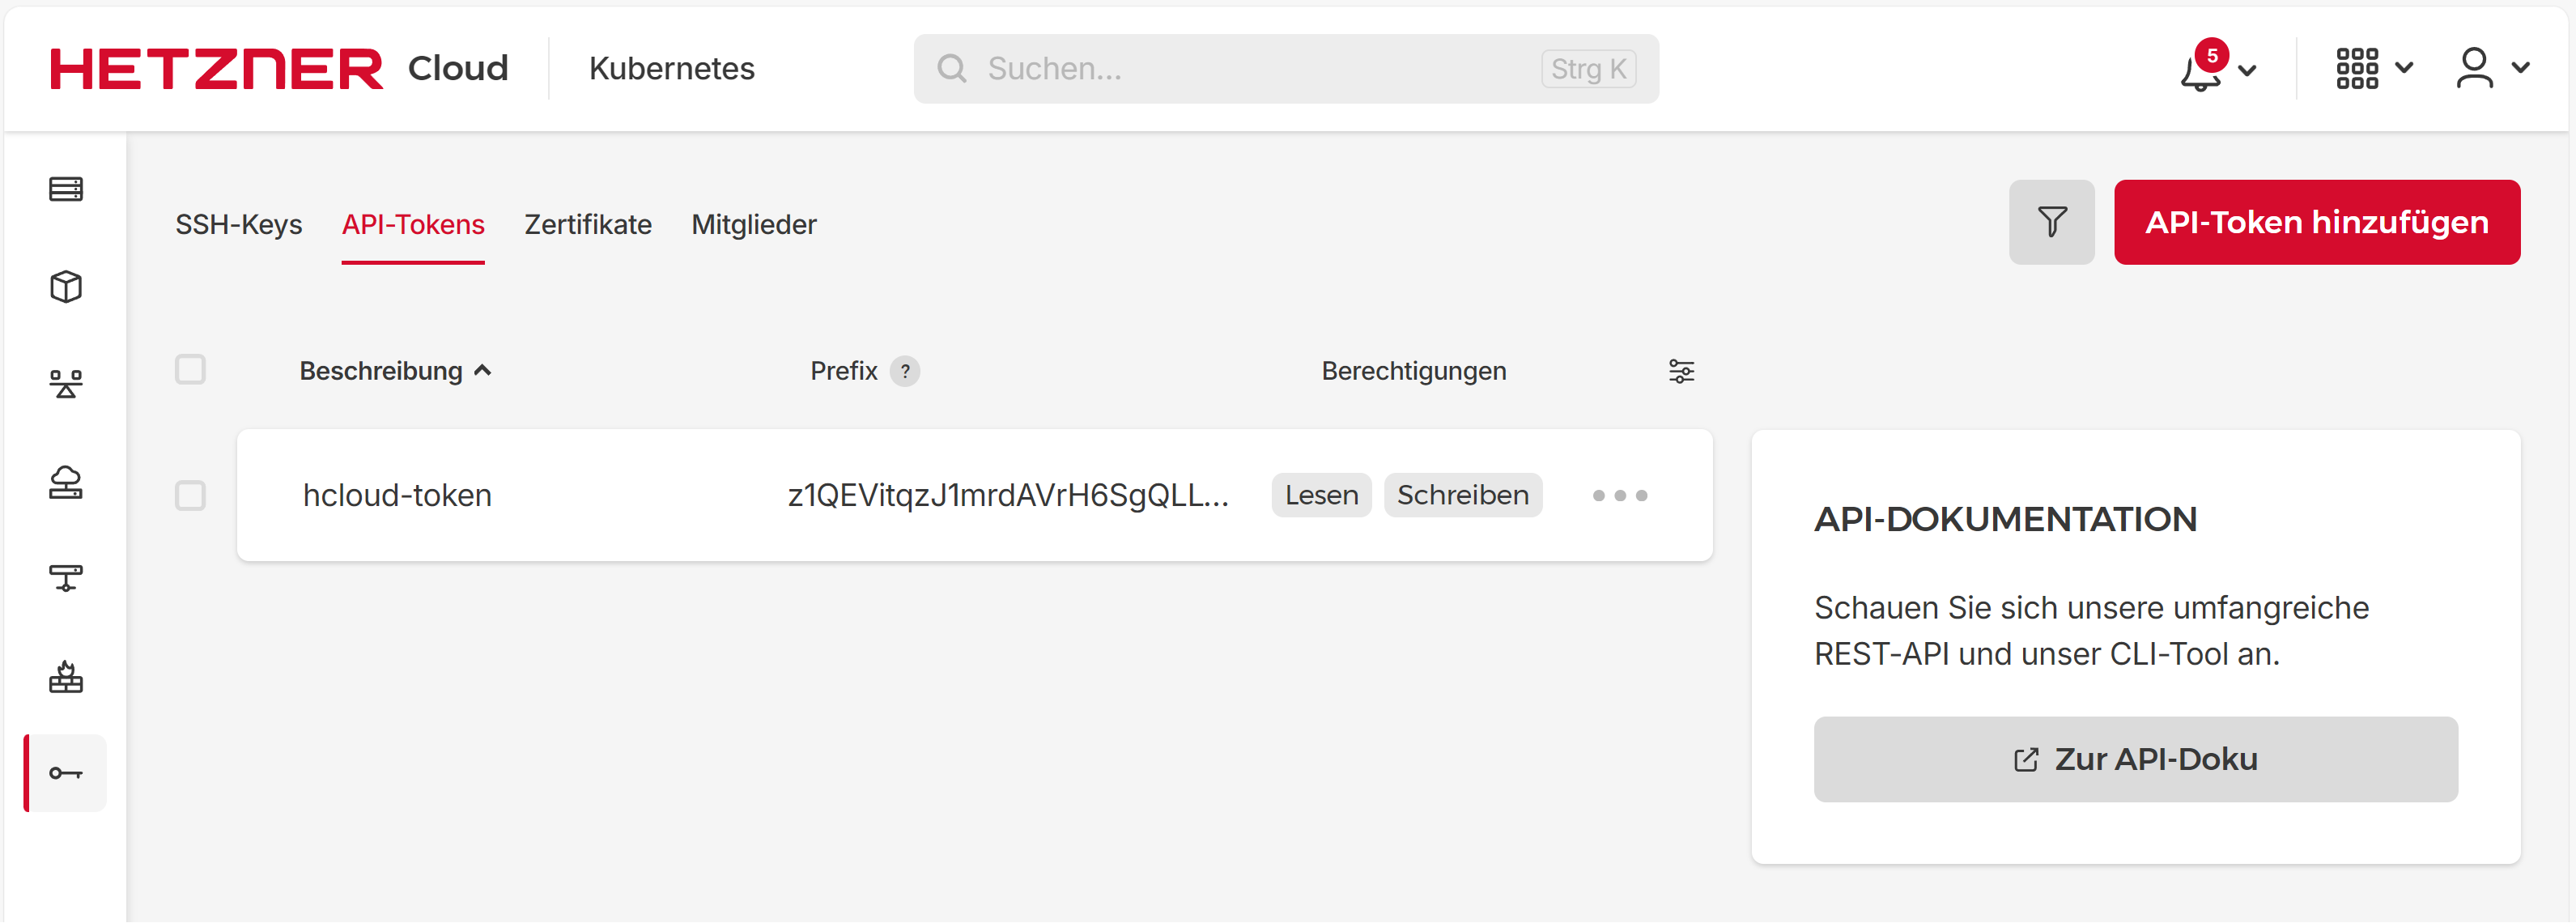 HETZNER Cloud
Kubernetes
Suchen...
Strg K
5
SSH-Keys
API-Tokens
Zertifikate
Mitglieder
API-Token hinzufügen
Beschreibung
Prefix ?
Berechtigungen
hcloud-token
z1QEVitqzJ1mrdAVrH6SgQLL...
Lesen
Schreiben
API-DOKUMENTATION
Schauen Sie sich unsere umfangreiche
REST-API und unser CLI-Tool an.
Zur API-Doku